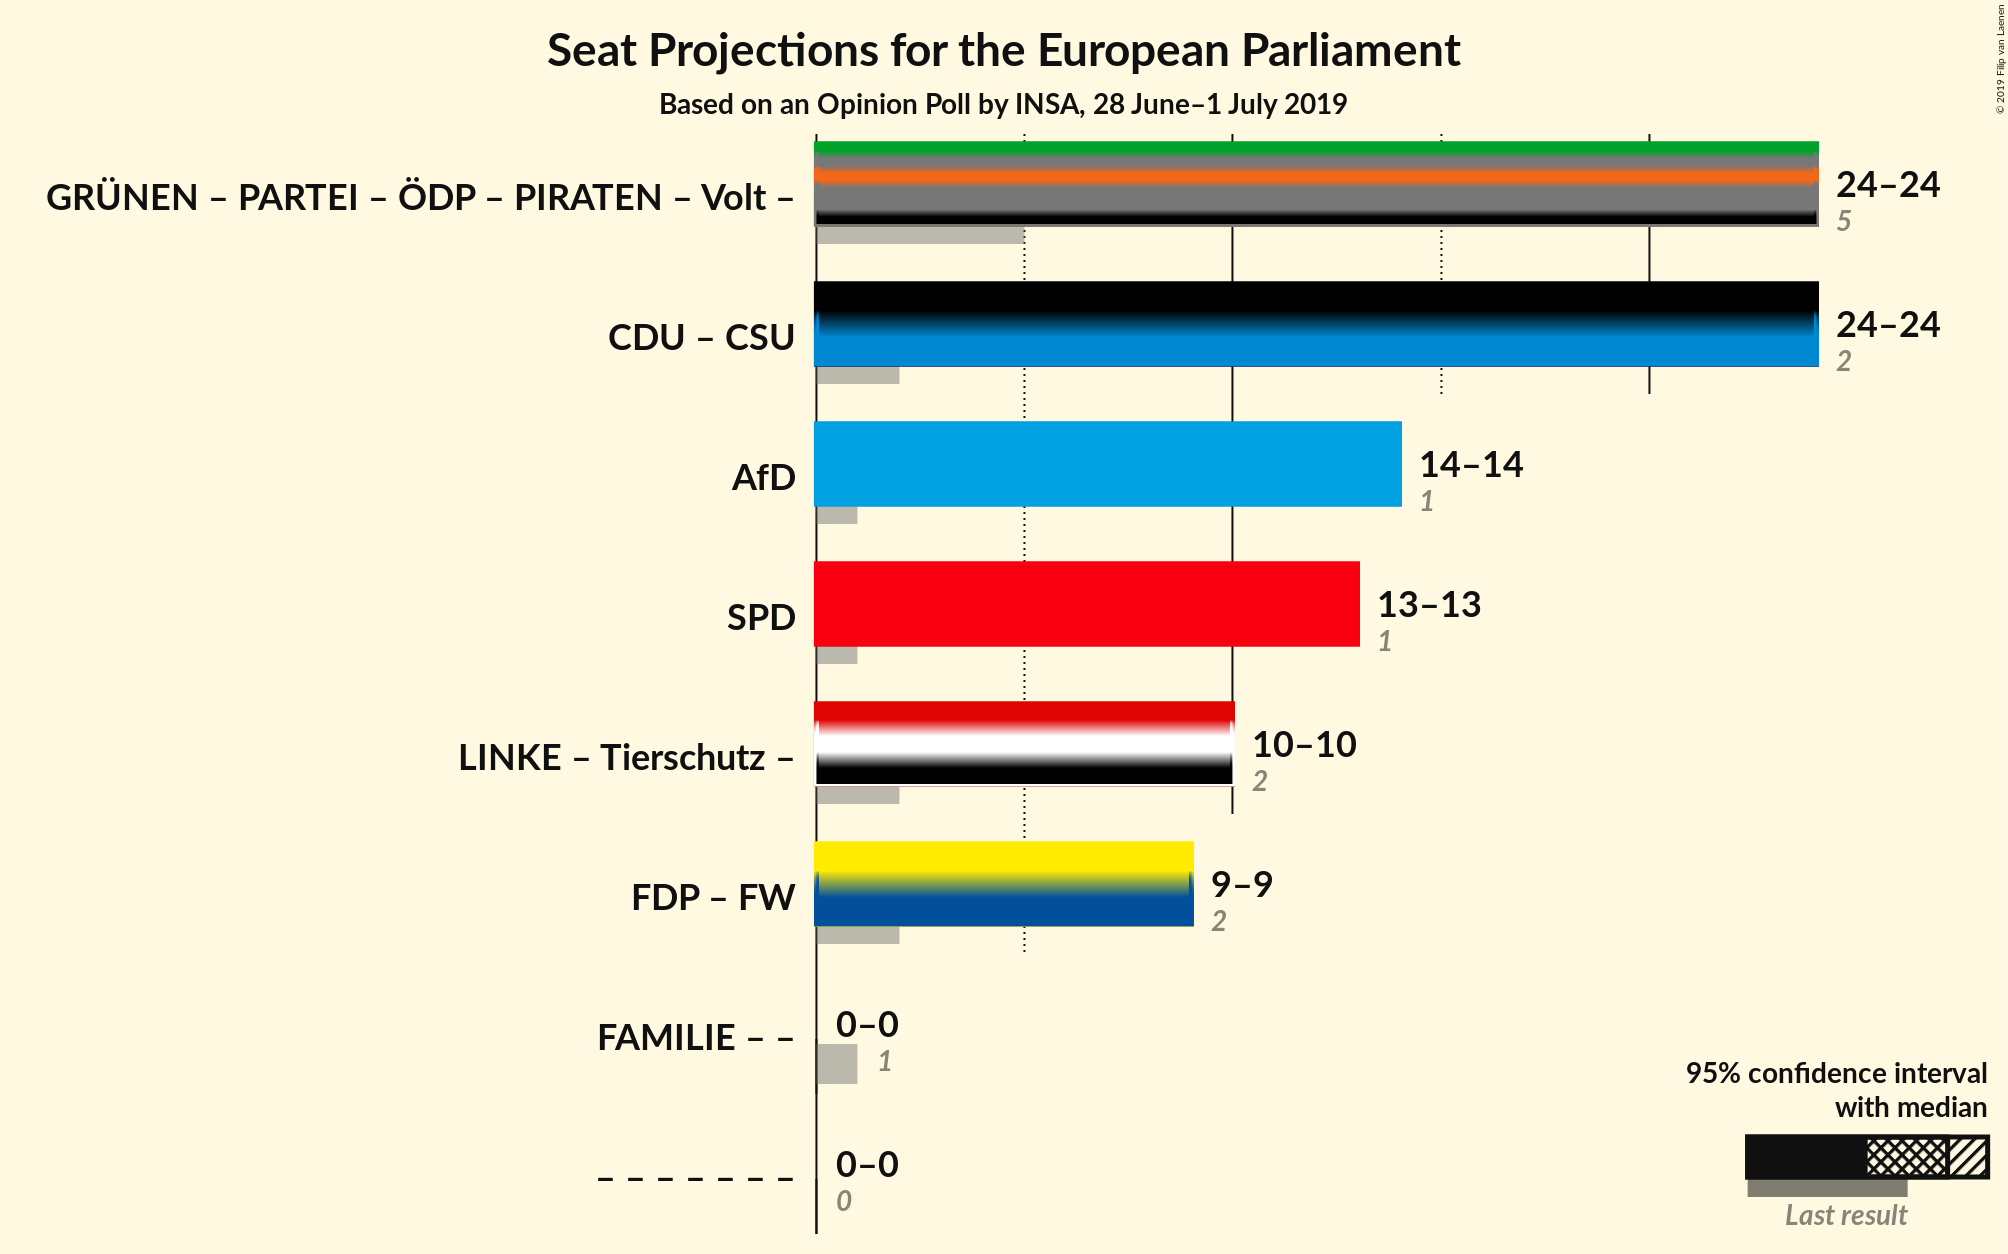 Seat Projections for the European Parliament
Based on an Opinion Poll by INSA, 28 June–1 July 2019
© 2019 Filip van Laenen
GRÜNEN – PARTEI – ÖDP – PIRATEN – Volt –
24–24
5
CDU – CSU
24–24
2
AfD
14–14
1
SPD
13–13
1
LINKE – Tierschutz –
10–10
2
FDP – FW
9–9
2
FAMILIE – –
0–0
1
– – – – – – –
0–0
0
95% confidence interval
with median
Last result